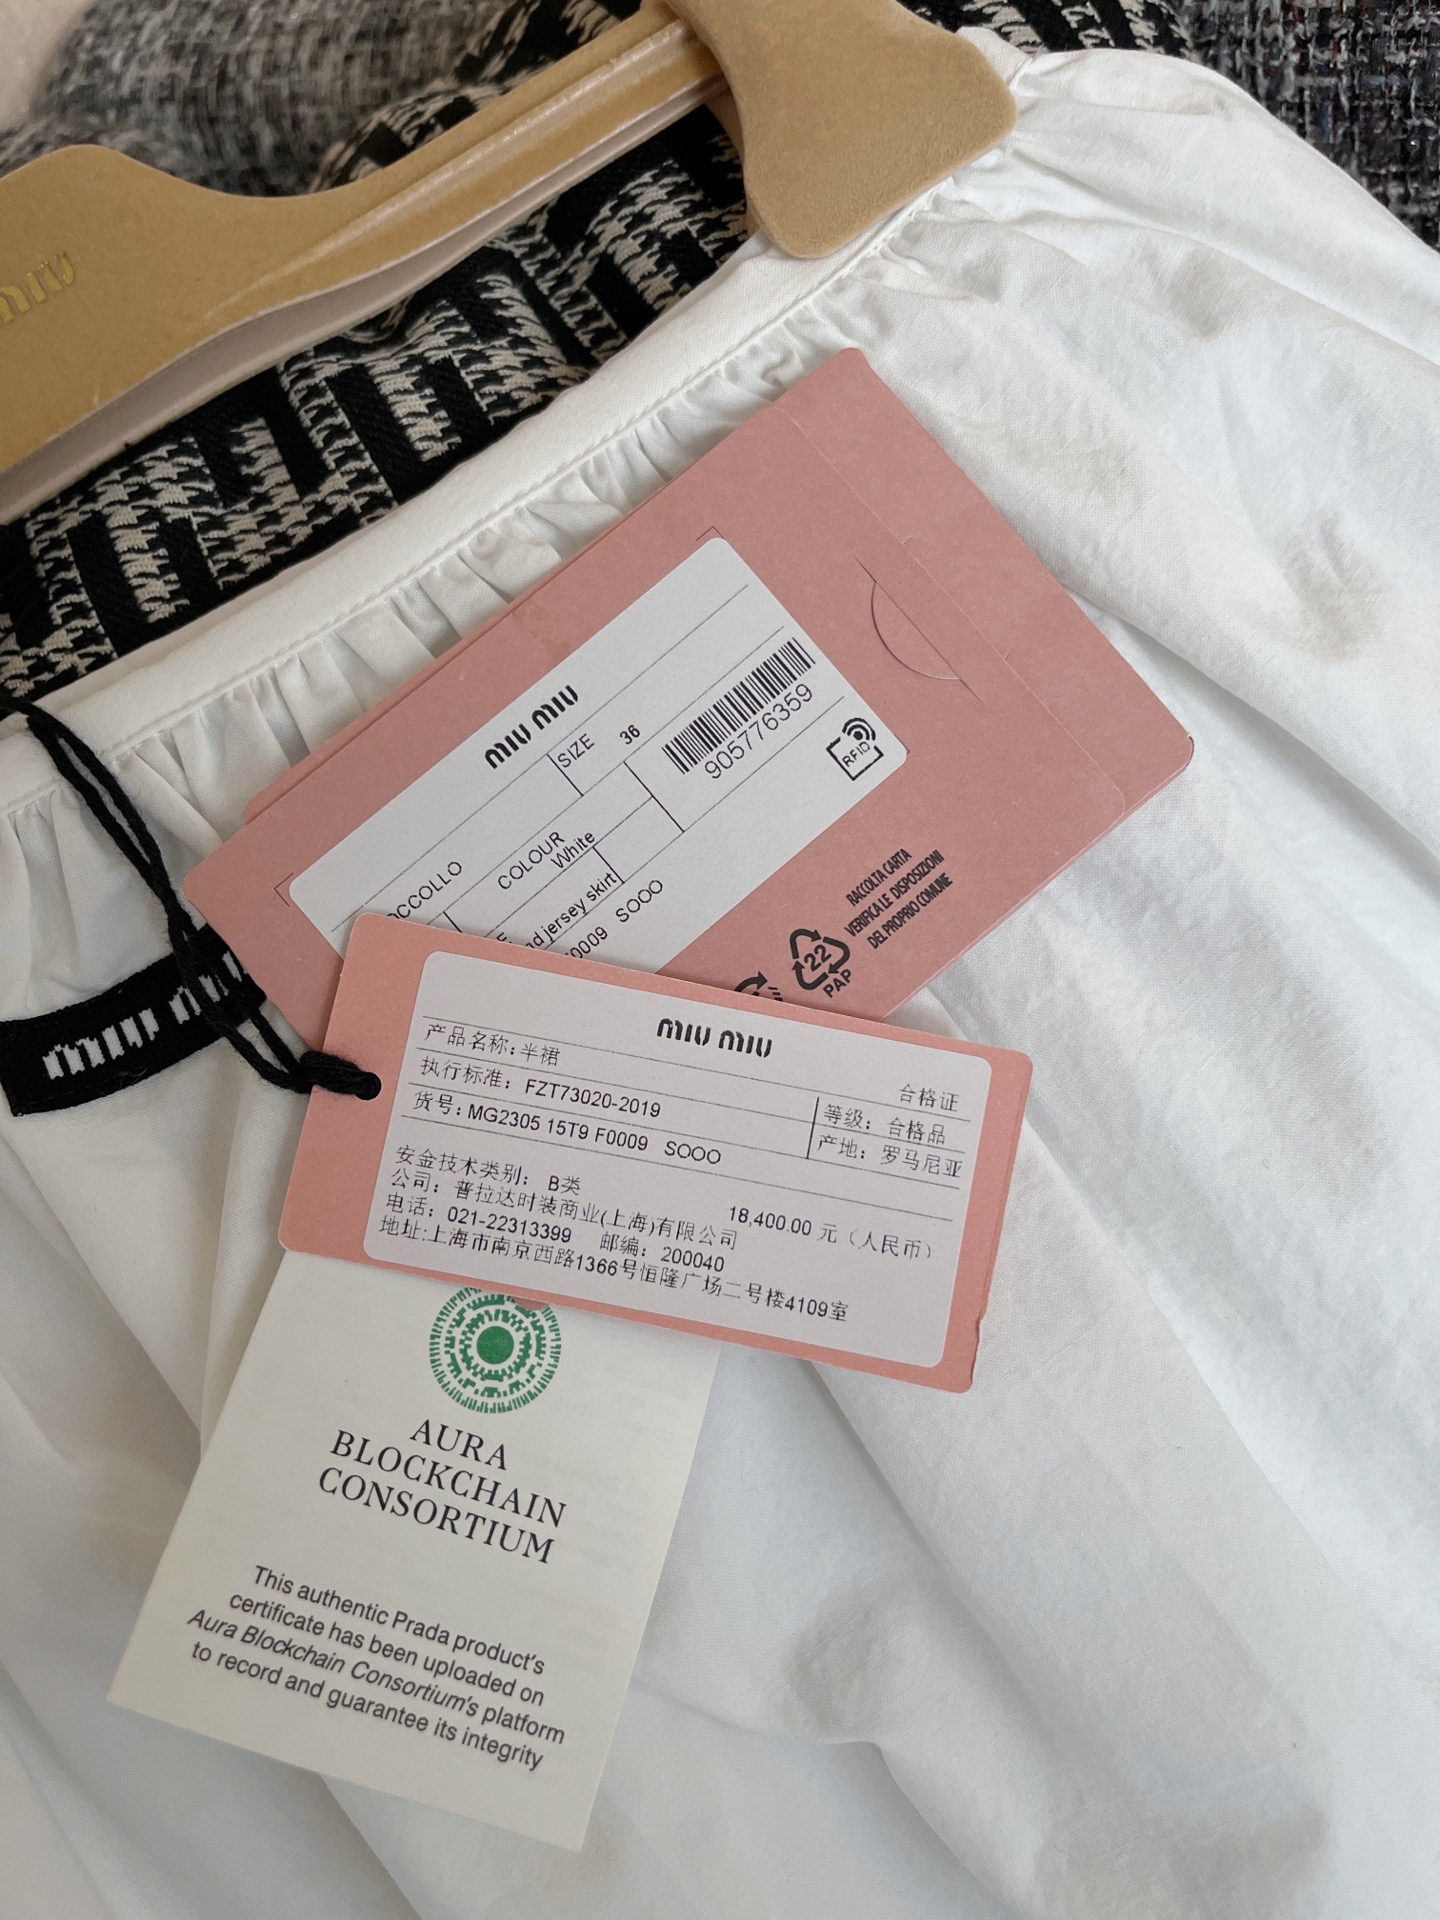 MIU
MIU MIU
SIZE 36
905776359
RFID
COLOUR
White
jersey skirt
SOOO
RACCOLTA CARTA
VERIFICA LE DISPOSIZIONI
DEL PROPRIO COMUNE
22
PAP
miu
MIU MIU
产品名称:半裙
合格证
执行标准: FZT73020-2019
等级: 合格品
货号: MG2305 15T9 F0009 SOOO
产地: 罗马尼亚
安金技术类别: B类
18,400.00 元（人民币）
公司: 普拉达时装商业(上海)有限公司
电话: 021-22313399 邮编: 200040
地址:上海市南京西路1366号恒隆广场二号楼4109室
AURA
BLOCKCHAIN
CONSORTIUM
This authentic Prada product's
certificate has been uploaded on
Aura Blockchain Consortium's platform
to record and guarantee its integrity